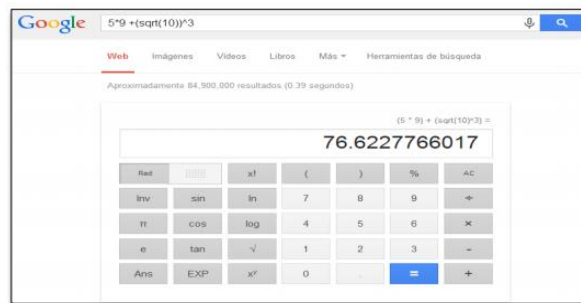 Google 5*9 +(sqrt(10))^3
Web Imágenes Vídeos Libros Más Herramientas de búsqueda
Aproximadamente 84,900,000 resultados (0.39 segundos)
(5 * 9) + (sqrt(10)^3) =
76.6227766017
Rad x! ( ) % AC
Inv sin ln 7 8 9 ÷
π cos log 4 5 6 ×
e tan √ 1 2 3 -
Ans EXP xʸ 0 . = +